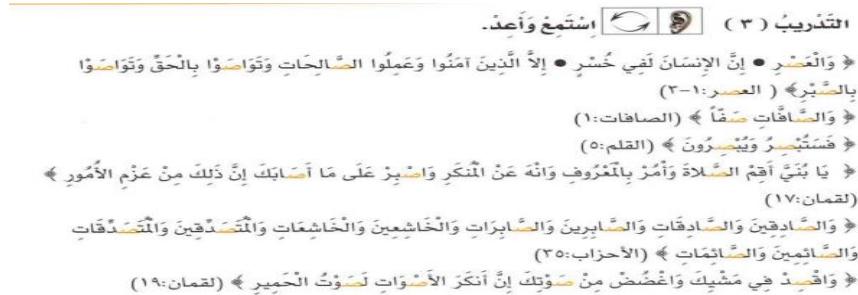 التَّدْرِيبُ ( ٣ ) اِسْتَمِعْ وَأَعِدْ.
﴿ وَالْعَصْرِ ● إِنَّ الإِنسَانَ لَفِي خُسْرٍ ● إِلاَّ الَّذِينَ آمَنُوا وَعَمِلُوا الصَّالِحَاتِ وَتَوَاصَوْا بِالْحَقِّ وَتَوَاصَوْا
بِالصَّبْرِ﴾ ( العصر:١-٣)
﴿ وَالصَّافَّاتِ صَفّاً ﴾ (الصافات:١)
﴿ فَسَتُبْصِرُ وَيُبْصِرُونَ ﴾ (القلم:٥)
﴿ يَا بُنَيَّ أَقِمْ الصَّلاةَ وَأْمُرْ بِالْمَعْرُوفِ وَانْهَ عَنْ الْمُنكَرِ وَاصْبِرْ عَلَى مَا أَصَابَكَ إِنَّ ذَلِكَ مِنْ عَزْمِ الأُمُورِ ﴾
(لقمان:١٧)
﴿ وَالصَّادِقِينَ وَالصَّادِقَاتِ وَالصَّابِرِينَ وَالصَّابِرَاتِ وَالْخَاشِعِينَ وَالْخَاشِعَاتِ وَالْمُتَصَدِّقِينَ وَالْمُتَصَدِّقَاتِ
وَالصَّائِمِينَ وَالصَّائِمَاتِ ﴾ (الأحزاب:٣٥)
﴿ وَاقْصِدْ فِي مَشْيِكَ وَاغْضُضْ مِنْ صَوْتِكَ إِنَّ أَنكَرَ الأَصْوَاتِ لَصَوْتُ الْحَمِيرِ ﴾ (لقمان:١٩)